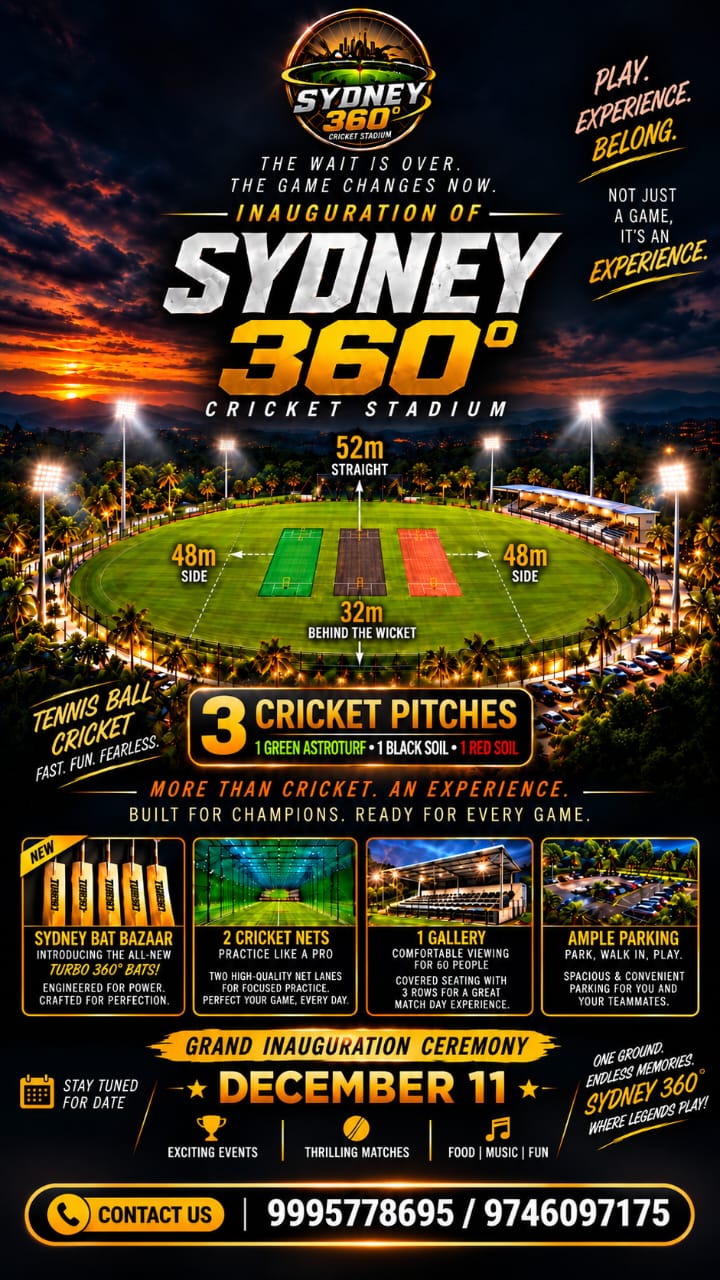 SYDNEY
360°
CRICKET STADIUM
PLAY.
EXPERIENCE.
BELONG.
THE WAIT IS OVER.
THE GAME CHANGES NOW.
NOT JUST
A GAME,
IT'S AN
EXPERIENCE.
INAUGURATION OF
SYDNEY
360°
CRICKET STADIUM
52m
STRAIGHT
48m
SIDE
48m
SIDE
32m
BEHIND THE WICKET
TENNIS BALL
CRICKET
FAST. FUN. FEARLESS.
3 CRICKET PITCHES
1 GREEN ASTROTURF • 1 BLACK SOIL • 1 RED SOIL
MORE THAN CRICKET. AN EXPERIENCE.
BUILT FOR CHAMPIONS. READY FOR EVERY GAME.
NEW
SYDNEY BAT BAZAAR
INTRODUCING THE ALL-NEW
TURBO 360° BATS!
ENGINEERED FOR POWER.
CRAFTED FOR PERFECTION.
2 CRICKET NETS
PRACTICE LIKE A PRO
TWO HIGH-QUALITY NET LANES
FOR FOCUSED PRACTICE.
PERFECT YOUR GAME, EVERY DAY.
1 GALLERY
COMFORTABLE VIEWING
FOR 60 PEOPLE
COVERED SEATING WITH
3 ROWS FOR A GREAT
MATCH DAY EXPERIENCE.
AMPLE PARKING
PARK, WALK IN, PLAY.
SPACIOUS & CONVENIENT
PARKING FOR YOU AND
YOUR TEAMMATES.
GRAND INAUGURATION CEREMONY
STAY TUNED
FOR DATE
DECEMBER 11
ONE GROUND.
ENDLESS MEMORIES.
SYDNEY 360°
WHERE LEGENDS PLAY!
EXCITING EVENTS
THRILLING MATCHES
FOOD | MUSIC | FUN
CONTACT US | 9995778695 / 9746097175